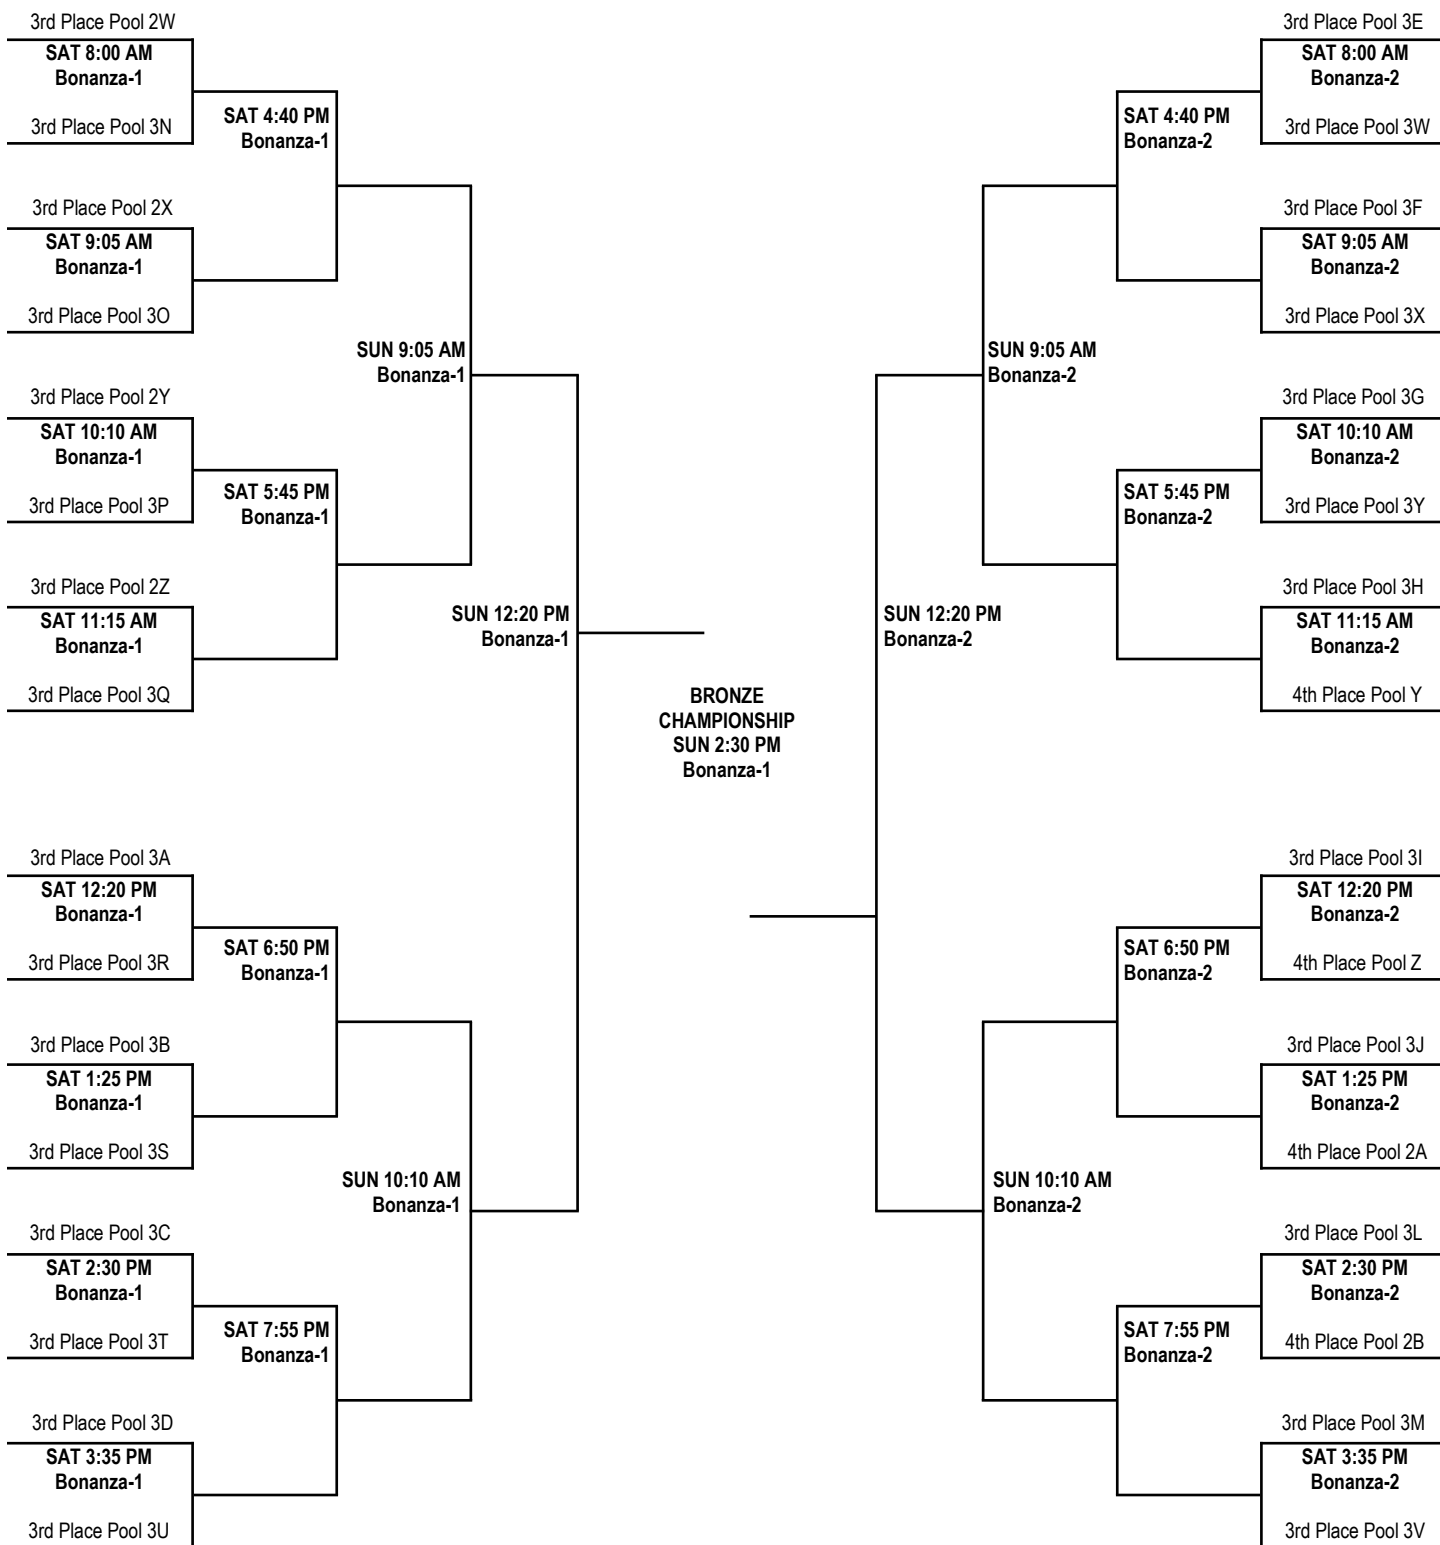 3rd Place Pool 2W
SAT 8:00 AM
Bonanza-1
3rd Place Pool 3N
SAT 4:40 PM
Bonanza-1
3rd Place Pool 2X
SAT 9:05 AM
Bonanza-1
3rd Place Pool 3O
SUN 9:05 AM
Bonanza-1
3rd Place Pool 2Y
SAT 10:10 AM
Bonanza-1
3rd Place Pool 3P
SAT 5:45 PM
Bonanza-1
3rd Place Pool 2Z
SAT 11:15 AM
Bonanza-1
3rd Place Pool 3Q
SUN 12:20 PM
Bonanza-1
3rd Place Pool 3A
SAT 12:20 PM
Bonanza-1
3rd Place Pool 3R
SAT 6:50 PM
Bonanza-1
3rd Place Pool 3B
SAT 1:25 PM
Bonanza-1
3rd Place Pool 3S
SUN 10:10 AM
Bonanza-1
3rd Place Pool 3C
SAT 2:30 PM
Bonanza-1
3rd Place Pool 3T
SAT 7:55 PM
Bonanza-1
3rd Place Pool 3D
SAT 3:35 PM
Bonanza-1
3rd Place Pool 3U
BRONZE
CHAMPIONSHIP
SUN 2:30 PM
Bonanza-1
3rd Place Pool 3E
SAT 8:00 AM
Bonanza-2
3rd Place Pool 3W
SAT 4:40 PM
Bonanza-2
3rd Place Pool 3F
SAT 9:05 AM
Bonanza-2
3rd Place Pool 3X
SUN 9:05 AM
Bonanza-2
3rd Place Pool 3G
SAT 10:10 AM
Bonanza-2
3rd Place Pool 3Y
SAT 5:45 PM
Bonanza-2
3rd Place Pool 3H
SAT 11:15 AM
Bonanza-2
4th Place Pool Y
SUN 12:20 PM
Bonanza-2
3rd Place Pool 3I
SAT 12:20 PM
Bonanza-2
4th Place Pool Z
SAT 6:50 PM
Bonanza-2
3rd Place Pool 3J
SAT 1:25 PM
Bonanza-2
4th Place Pool 2A
SUN 10:10 AM
Bonanza-2
3rd Place Pool 3L
SAT 2:30 PM
Bonanza-2
4th Place Pool 2B
SAT 7:55 PM
Bonanza-2
3rd Place Pool 3M
SAT 3:35 PM
Bonanza-2
3rd Place Pool 3V